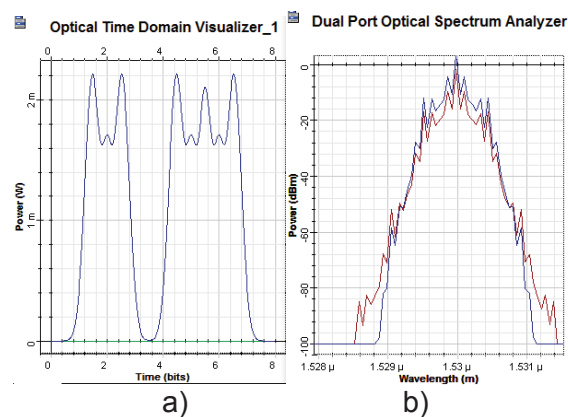 Optical Time Domain Visualizer_1
0 2 4 6 8
Power (W)
2 m
1 m
0
0 2 4 6 8
Time (bits)
a)
Dual Port Optical Spectrum Analyzer
Power (dBm)
0
-20
-40
-60
-80
-100
1.528 µ 1.529 µ 1.53 µ 1.531 µ
Wavelength (m)
b)